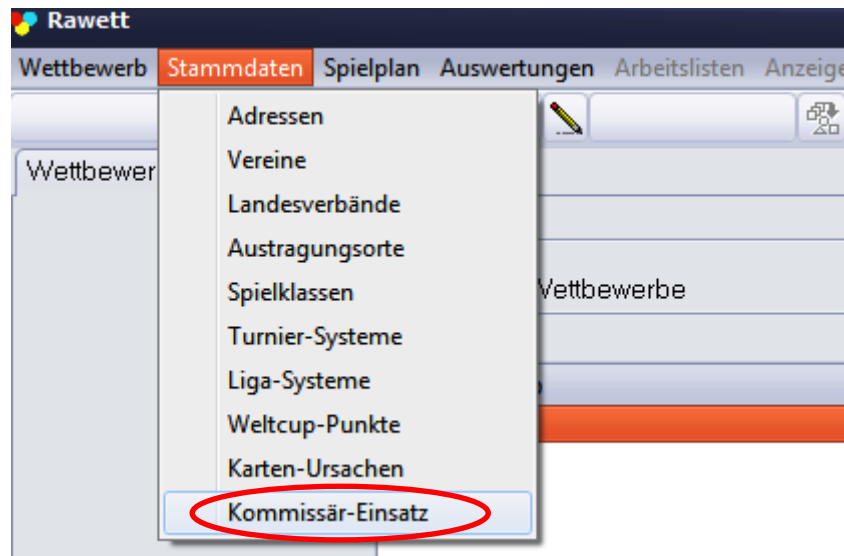 Rawett
Wettbewerb Stammdaten Spielplan Auswertungen Arbeitslisten Anzeige
Adressen
Vereine
Wettbewer
Landesverbände
Austragungsorte
Spielklassen
Wettbewerbe
Turnier-Systeme
Liga-Systeme
Weltcup-Punkte
Karten-Ursachen
Kommissär-Einsatz